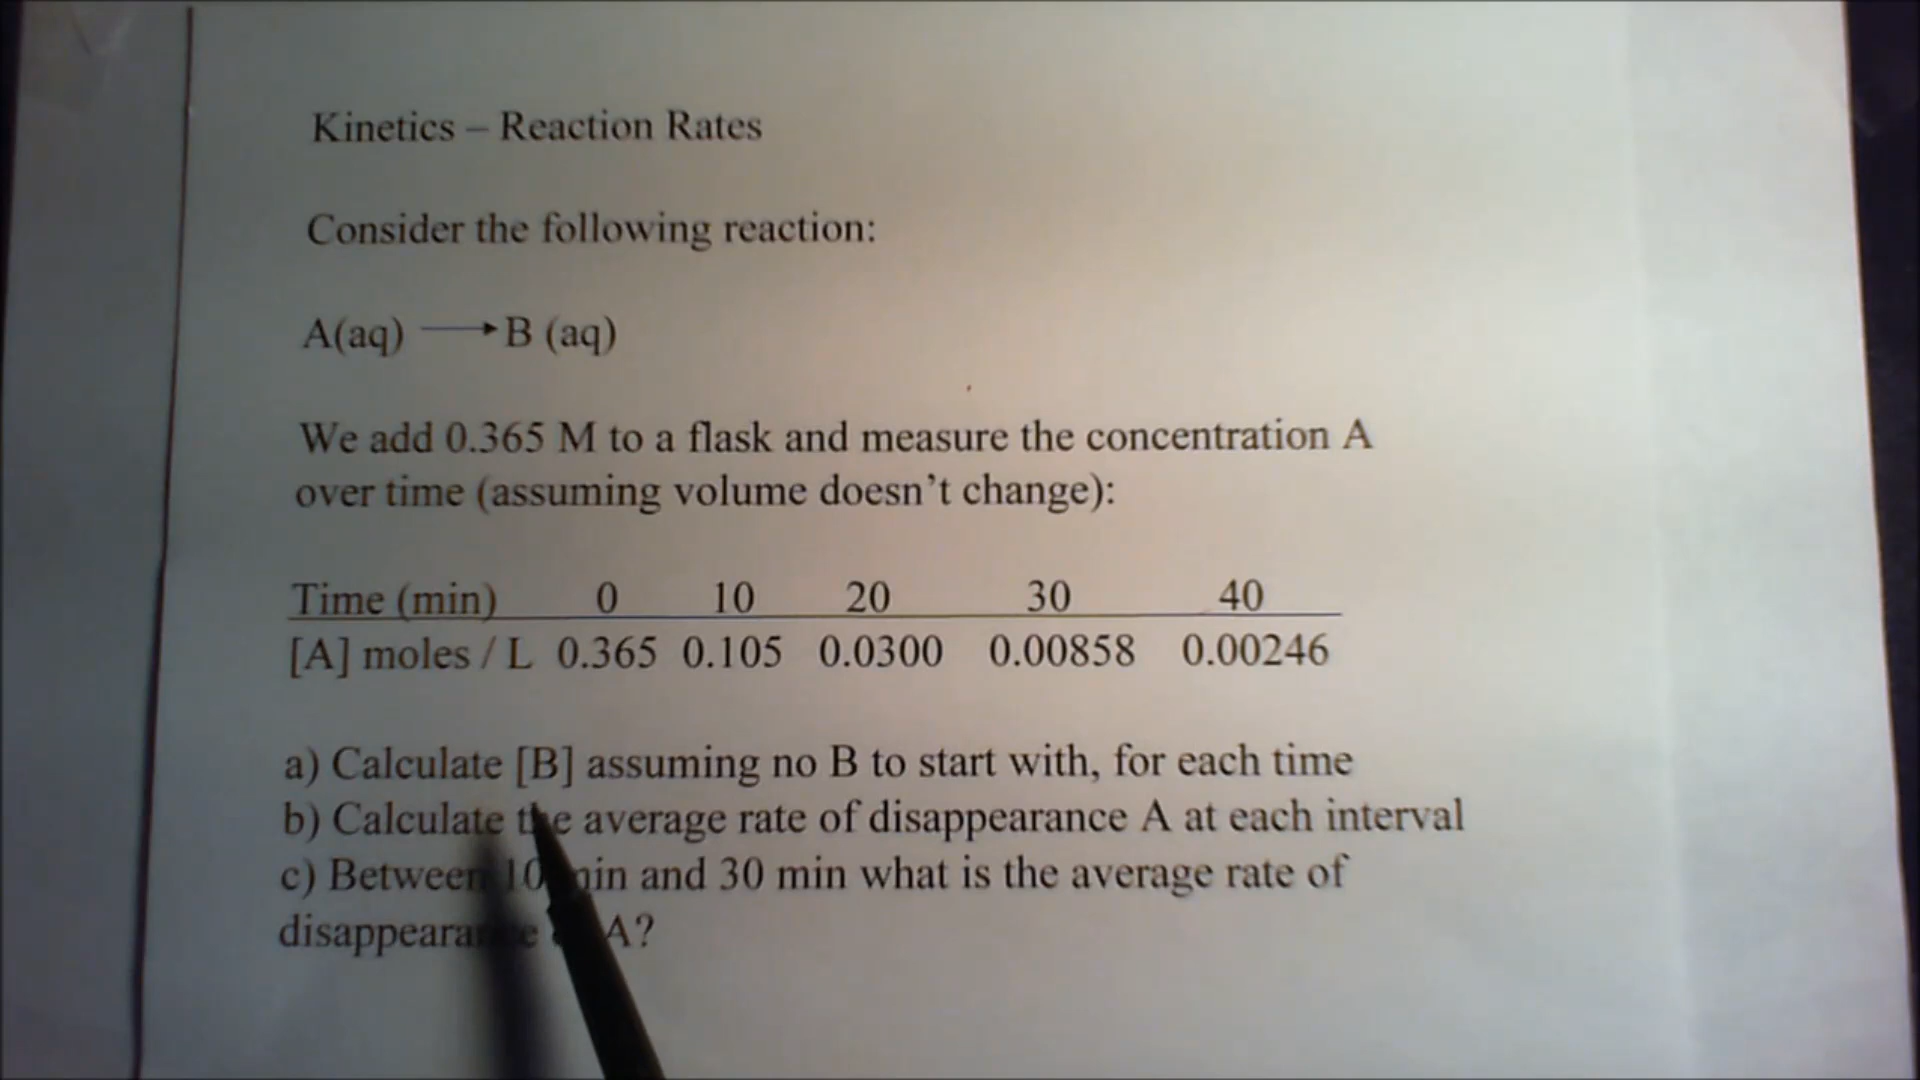 Kinetics – Reaction Rates
Consider the following reaction:
A(aq) ⟶ B (aq)
We add 0.365 M to a flask and measure the concentration A
over time (assuming volume doesn't change):
Time (min) 0 10 20 30 40
[A] moles / L 0.365 0.105 0.0300 0.00858 0.00246
a) Calculate [B] assuming no B to start with, for each time
b) Calculate the average rate of disappearance A at each interval
c) Between 10 min and 30 min what is the average rate of
disappearance A?